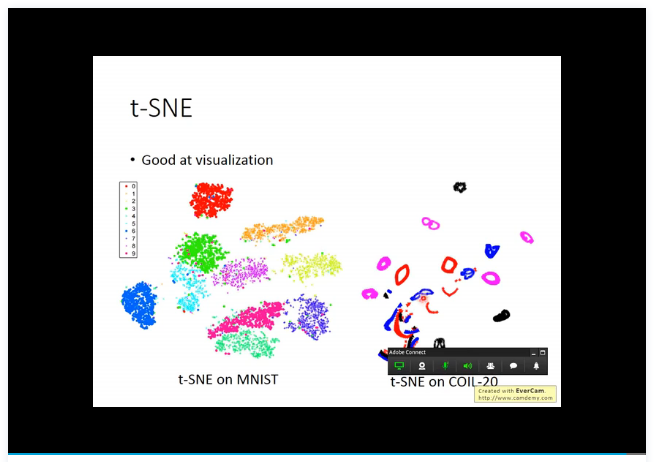 t-SNE
• Good at visualization
0
1
2
3
4
5
6
7
8
9
t-SNE on MNIST
Adobe Connect
t-SNE on COIL-20
Created with EverCam.
http://www.camdemy.com